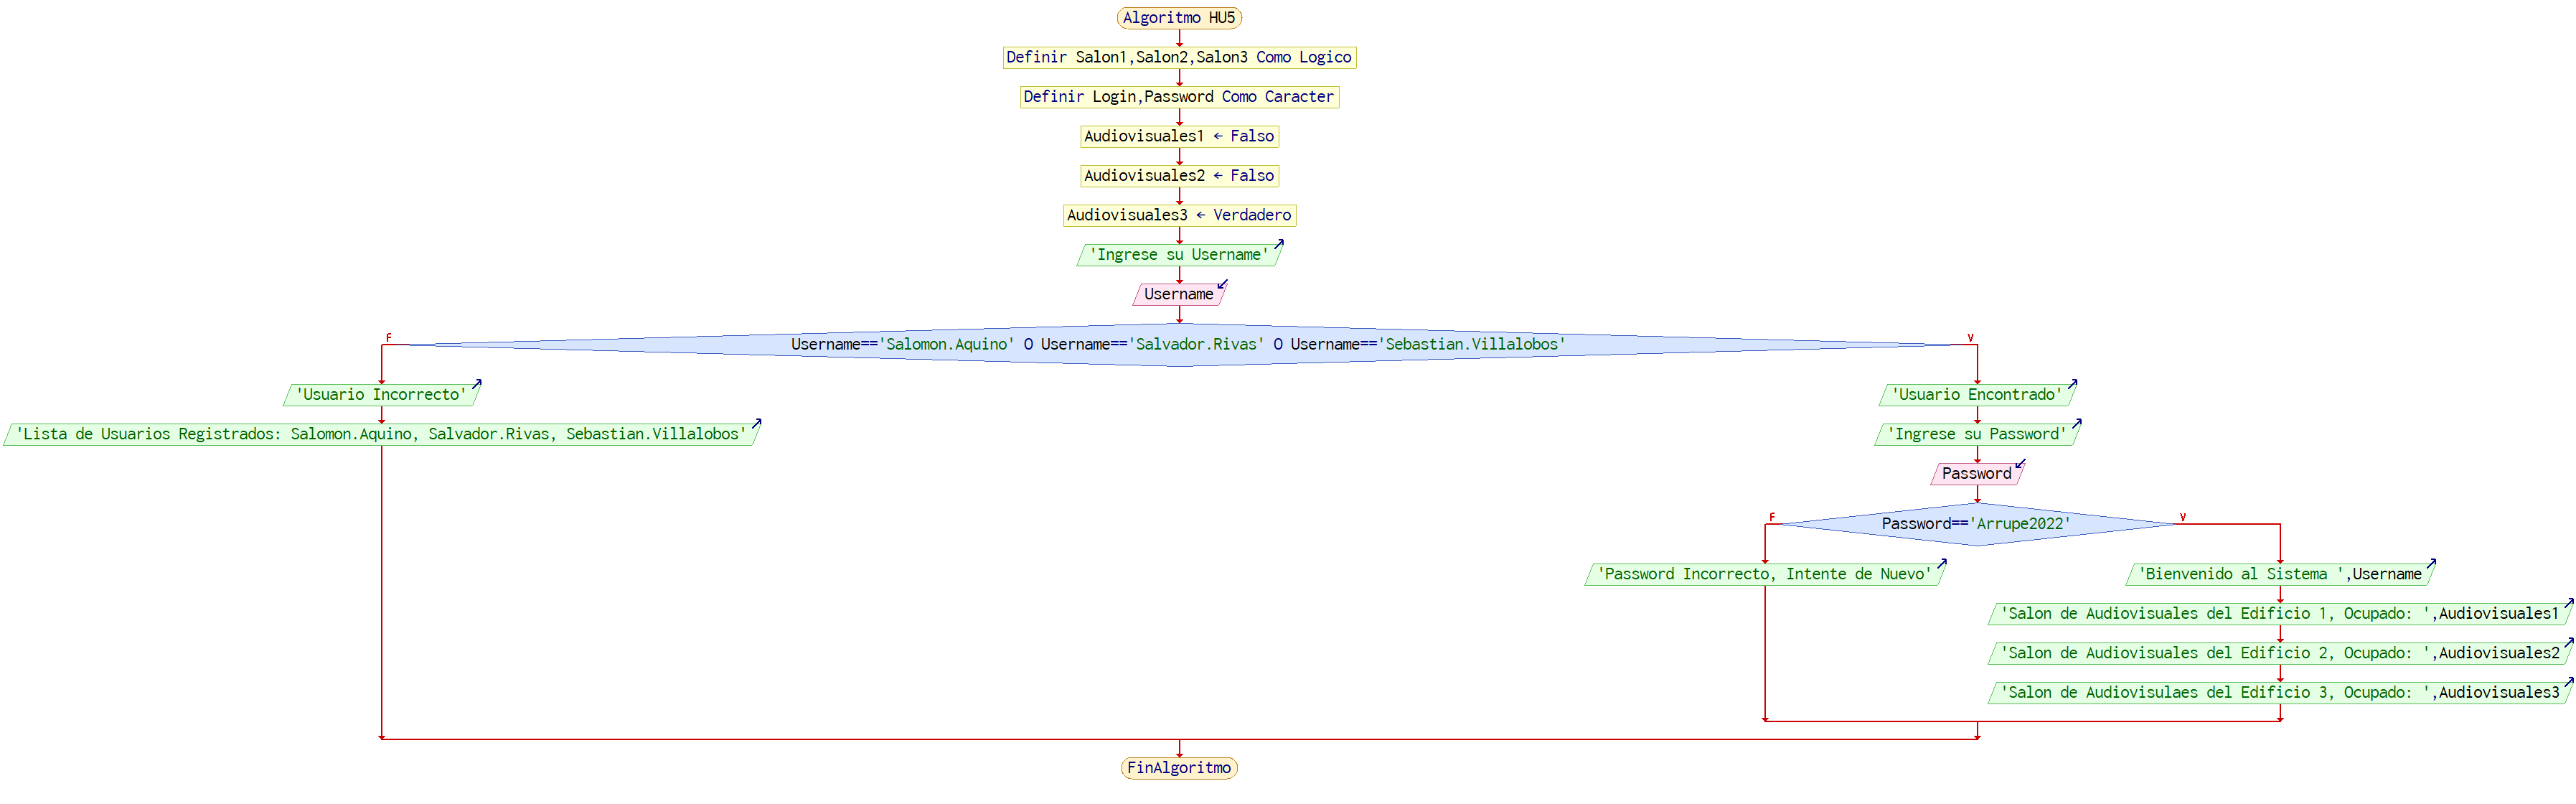 Algoritmo HU5
Definir Salon1,Salon2,Salon3 Como Logico
Definir Login,Password Como Caracter
Audiovisuales1 ← Falso
Audiovisuales2 ← Falso
Audiovisuales3 ← Verdadero
'Ingrese su Username'
Username
Username=='Salomon.Aquino' O Username=='Salvador.Rivas' O Username=='Sebastian.Villalobos'
F
'Usuario Incorrecto'
'Lista de Usuarios Registrados: Salomon.Aquino, Salvador.Rivas, Sebastian.Villalobos'
V
'Usuario Encontrado'
'Ingrese su Password'
Password
Password=='Arrupe2022'
F
'Password Incorrecto, Intente de Nuevo'
V
'Bienvenido al Sistema ',Username
'Salon de Audiovisuales del Edificio 1, Ocupado: ',Audiovisuales1
'Salon de Audiovisuales del Edificio 2, Ocupado: ',Audiovisuales2
'Salon de Audiovisulaes del Edificio 3, Ocupado: ',Audiovisuales3
FinAlgoritmo